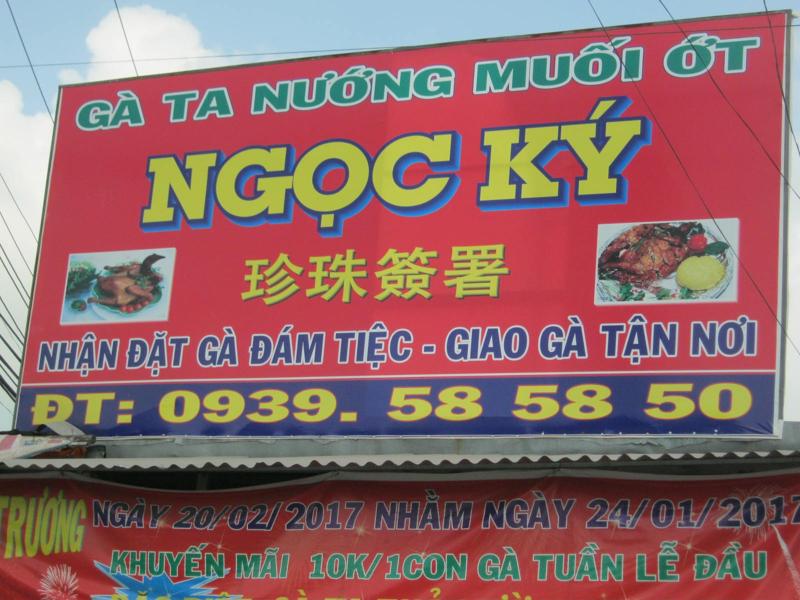 GÀ TA NƯỚNG MUỐI ỚT
NGỌC KÝ
珍珠簽署
NHẬN ĐẶT GÀ ĐÁM TIỆC - GIAO GÀ TẬN NƠI
ĐT: 0939. 58 58 50
TRƯƠNG NGÀY 20/02/2017 NHẰM NGÀY 24/01/2017
KHUYẾN MÃI 10K/1CON GÀ TUẦN LỄ ĐẦU